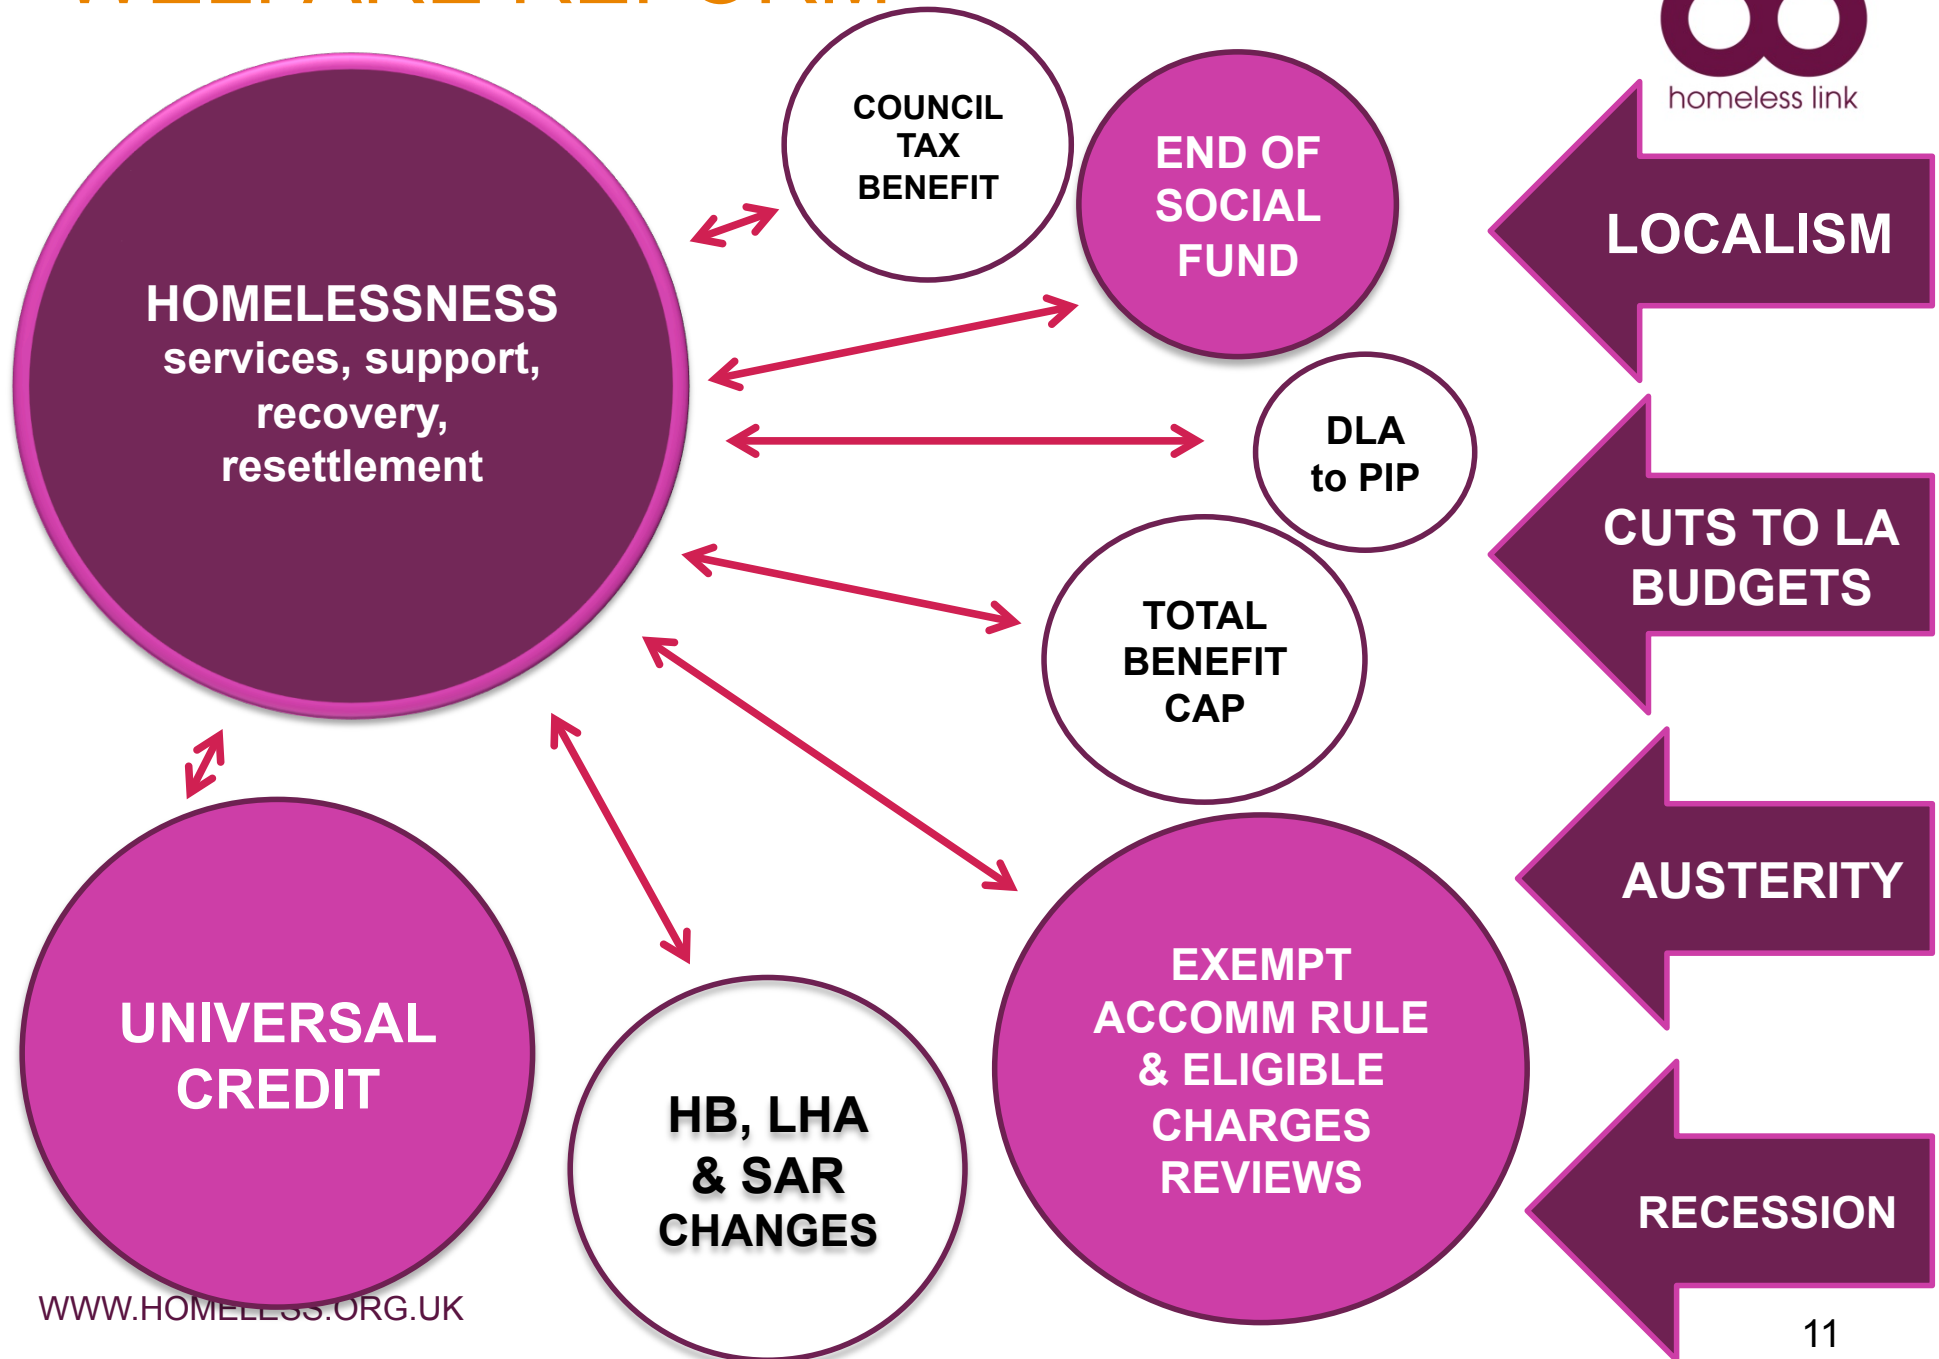 WELFARE REFORM
homeless link
COUNCIL
TAX
BENEFIT
END OF
SOCIAL
FUND
LOCALISM
HOMELESSNESS
services, support,
recovery,
resettlement
DLA
to PIP
CUTS TO LA
BUDGETS
TOTAL
BENEFIT
CAP
AUSTERITY
UNIVERSAL
CREDIT
HB, LHA
& SAR
CHANGES
EXEMPT
ACCOMM RULE
& ELIGIBLE
CHARGES
REVIEWS
RECESSION
WWW.HOMELESS.ORG.UK
11